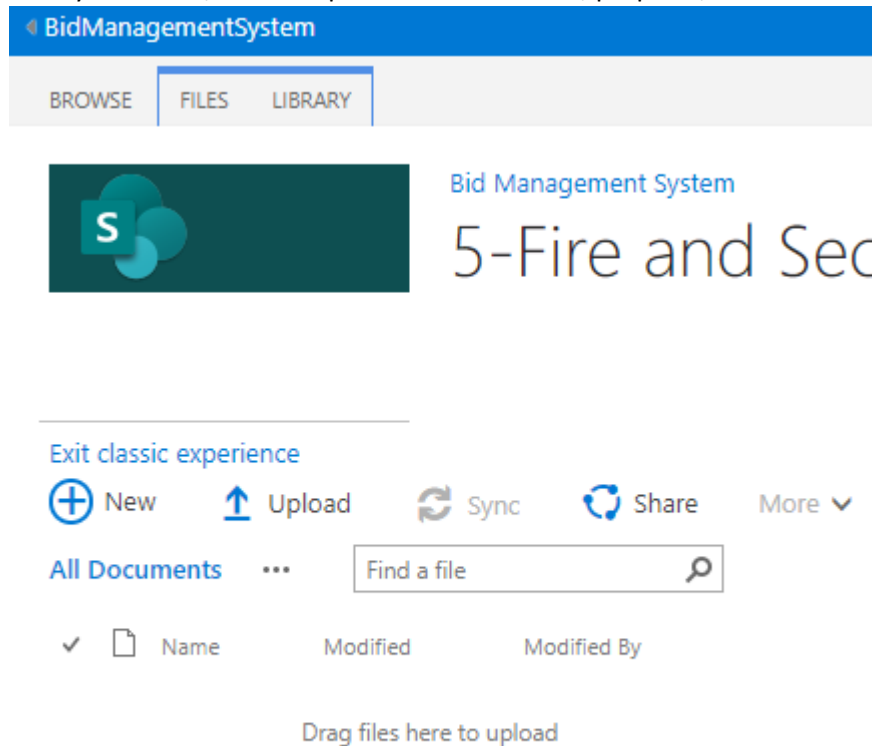 BidManagementSystem
BROWSE FILES LIBRARY
S
Bid Management System
5-Fire and Sec
Exit classic experience
New Upload Sync Share More
All Documents ... Find a file
Name Modified Modified By
Drag files here to upload